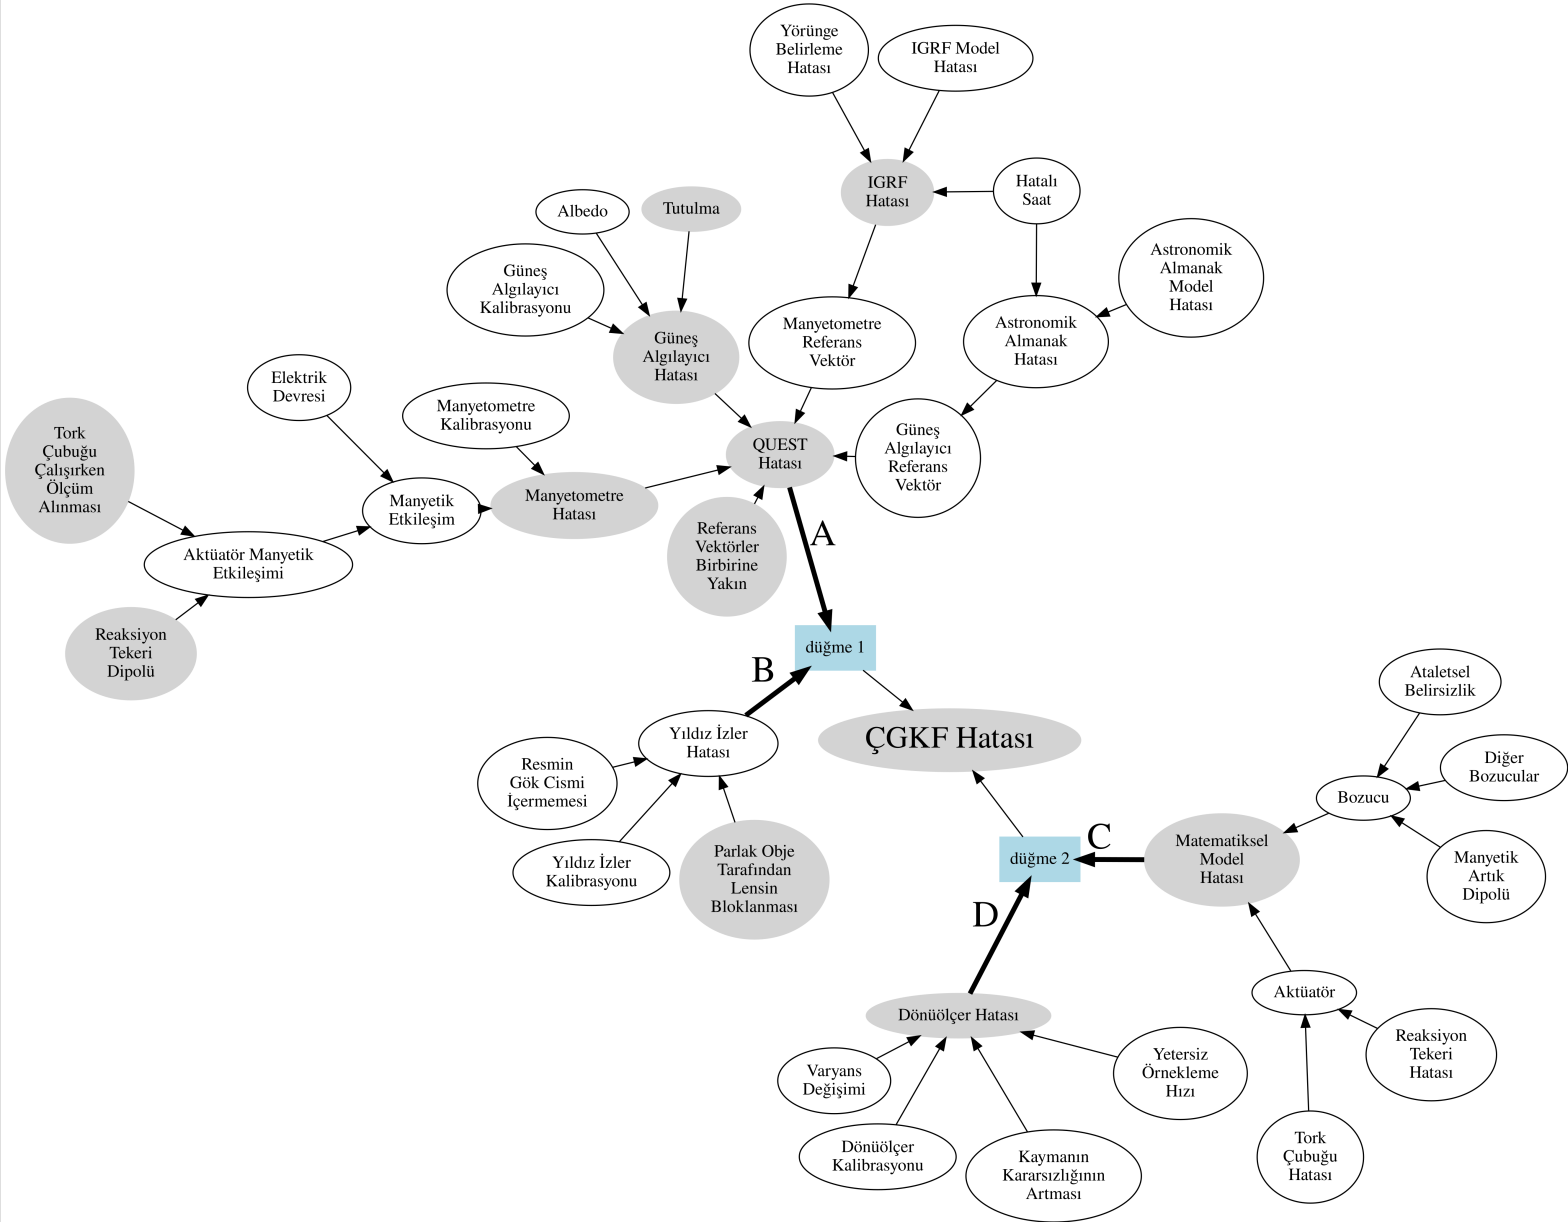 Yörünge
Belirleme
Hatası
IGRF Model
Hatası
IGRF
Hatası
Hatalı
Saat
Albedo
Tutulma
Güneş
Algılayıcı
Kalibrasyonu
Astronomik
Almanak
Model
Hatası
Güneş
Algılayıcı
Hatası
Manyetometre
Referans
Vektör
Astronomik
Almanak
Hatası
Elektrik
Devresi
Manyetometre
Kalibrasyonu
Tork
Çubuğu
Çalışırken
Ölçüm
Alınması
QUEST
Hatası
Güneş
Algılayıcı
Referans
Vektör
Manyetik
Etkileşim
Manyetometre
Hatası
Aktüatör Manyetik
Etkileşimi
Referans
Vektörler
Birbirine
Yakın
A
Reaksiyon
Tekeri
Dipolü
düğme 1
B
Yıldız İzler
Hatası
ÇGKF Hatası
Resmin
Gök Cismi
İçermemesi
Yıldız İzler
Kalibrasyonu
Parlak Obje
Tarafından
Lensin
Bloklanması
Ataletsel
Belirsizlik
Diğer
Bozucular
Bozucu
düğme 2
C
Matematiksel
Model
Hatası
Manyetik
Artık
Dipolü
D
Aktüatör
Dönüölçer Hatası
Reaksiyon
Tekeri
Hatası
Varyans
Değişimi
Yetersiz
Örnekleme
Hızı
Dönüölçer
Kalibrasyonu
Kaymanın
Kararsızlığının
Artması
Tork
Çubuğu
Hatası